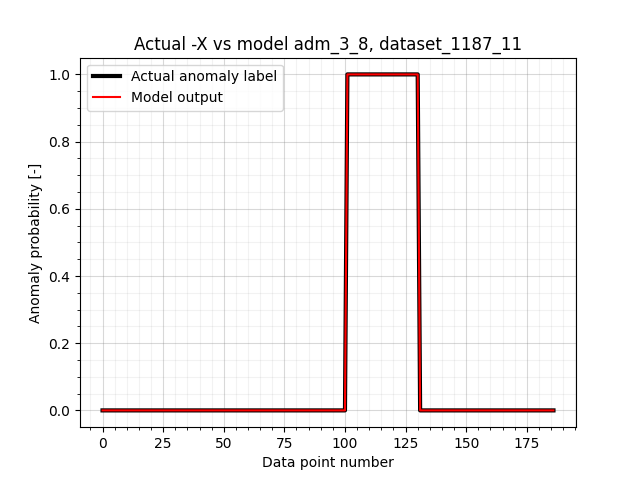 Actual -X vs model adm_3_8, dataset_1187_11
Actual anomaly label
Model output
Anomaly probability [-]
1.0
0.8
0.6
0.4
0.2
0.0
0 25 50 75 100 125 150 175
Data point number